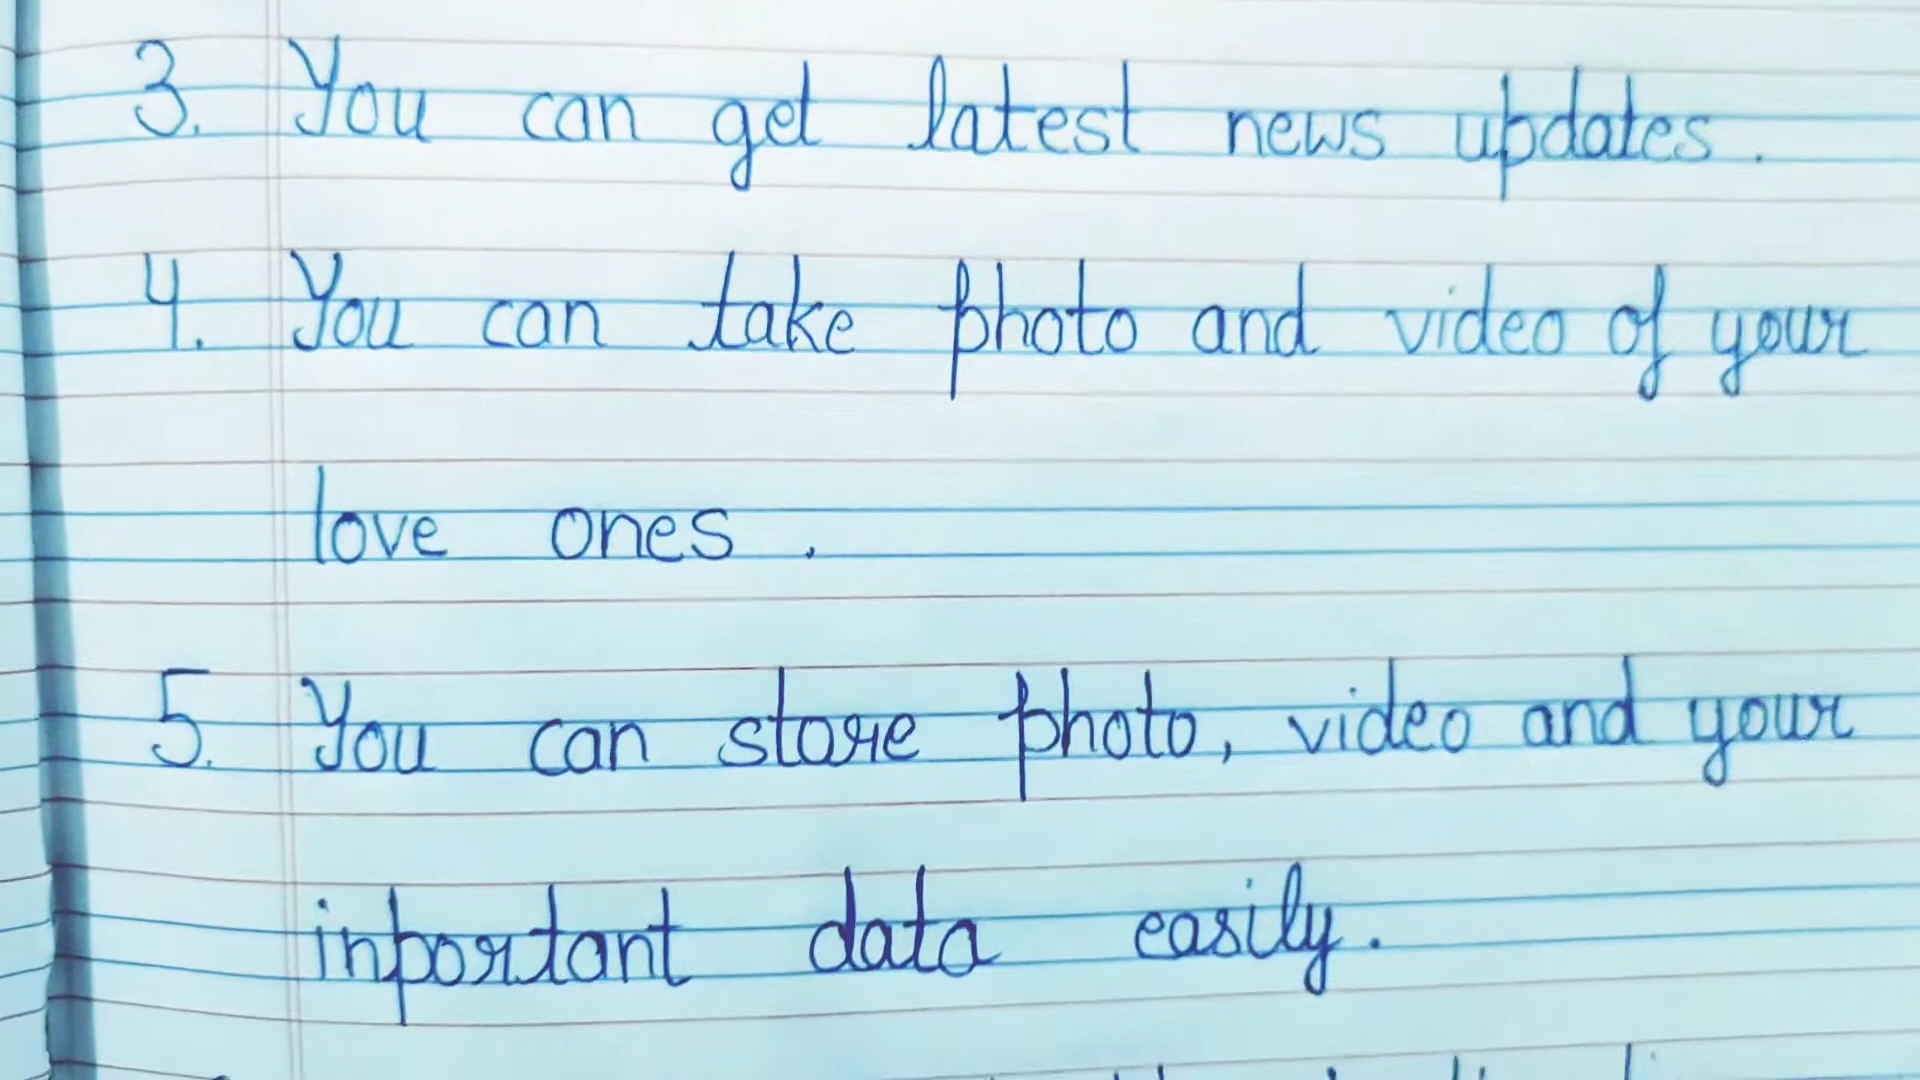 3. You can get latest news updates.
4. You can take photo and video of your
love ones.
5. You can store photo, video and your
inportant data easily.